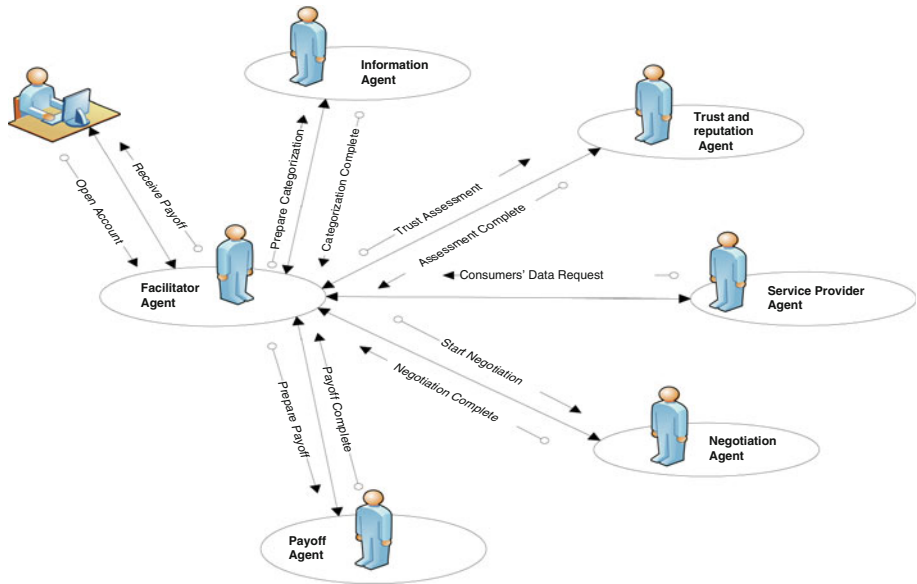 Information
Agent
Trust and
reputation
Agent
Prepare Categorization
Categorization Complete
Receive Payoff
Open Account
Trust Assessment
Assessment Complete
Consumers' Data Request
Facilitator
Agent
Service Provider
Agent
Start Negotiation
Negotiation Complete
Prepare Payoff
Payoff Complete
Negotiation
Agent
Payoff
Agent